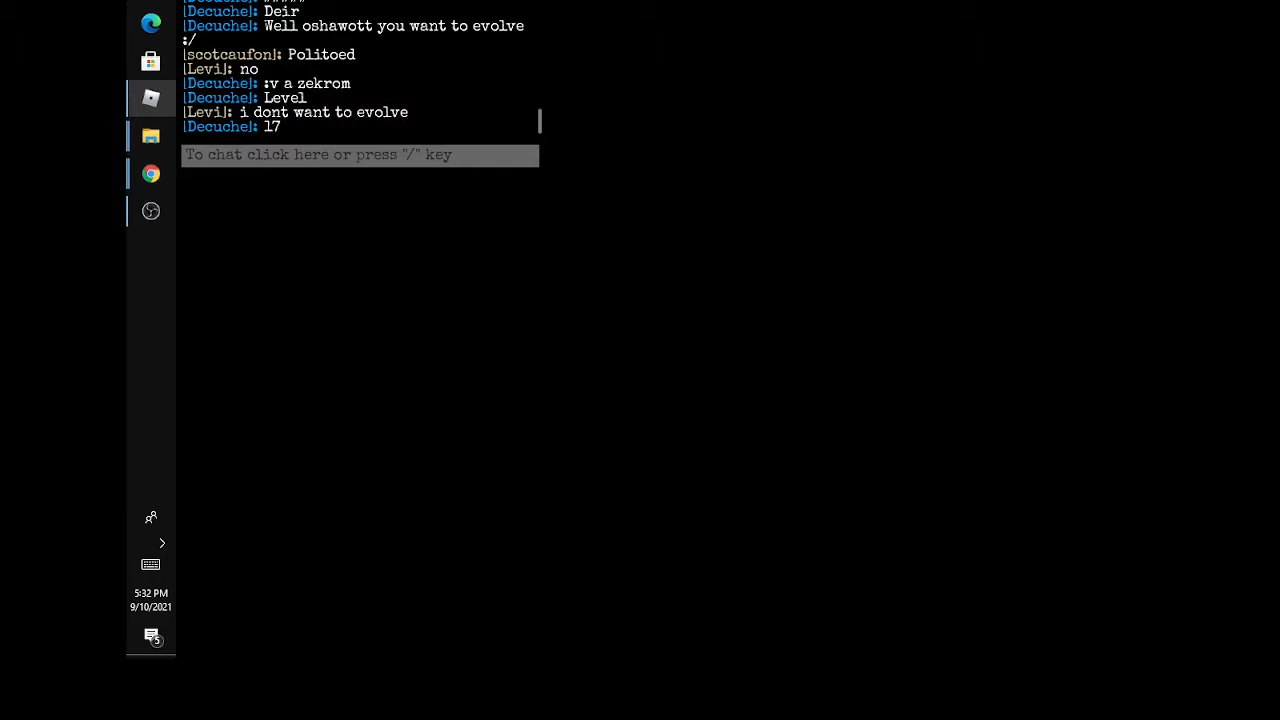 [Decuche]: Deir
[Decuche]: Well oshawott you want to evolve
:/
[scotcaufon]: Politoed
[Levi]: no
[Decuche]: :v a zekrom
[Decuche]: Level
[Levi]: i dont want to evolve
[Decuche]: 17
To chat click here or press "/" key
5:32 PM
9/10/2021
5